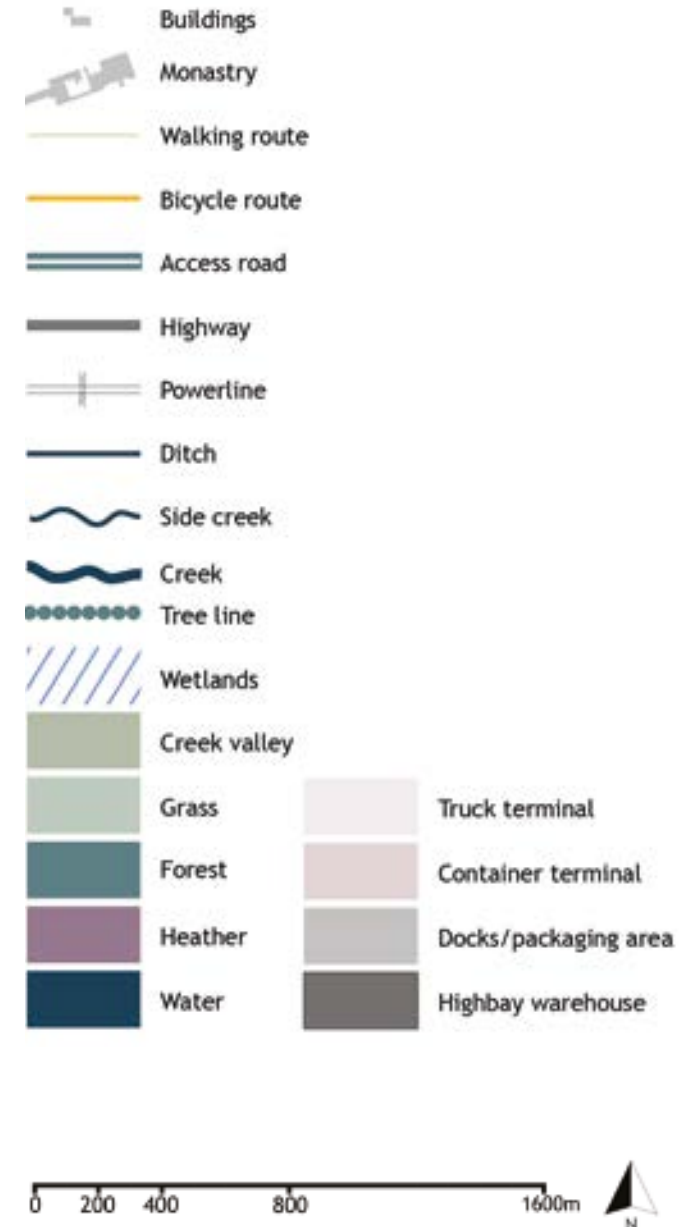 Buildings
Monastry
Walking route
Bicycle route
Access road
Highway
Powerline
Ditch
Side creek
Creek
Tree line
Wetlands
Creek valley
Grass
Truck terminal
Forest
Container terminal
Heather
Docks/packaging area
Water
Highbay warehouse
0 200 400 800 1600m
N